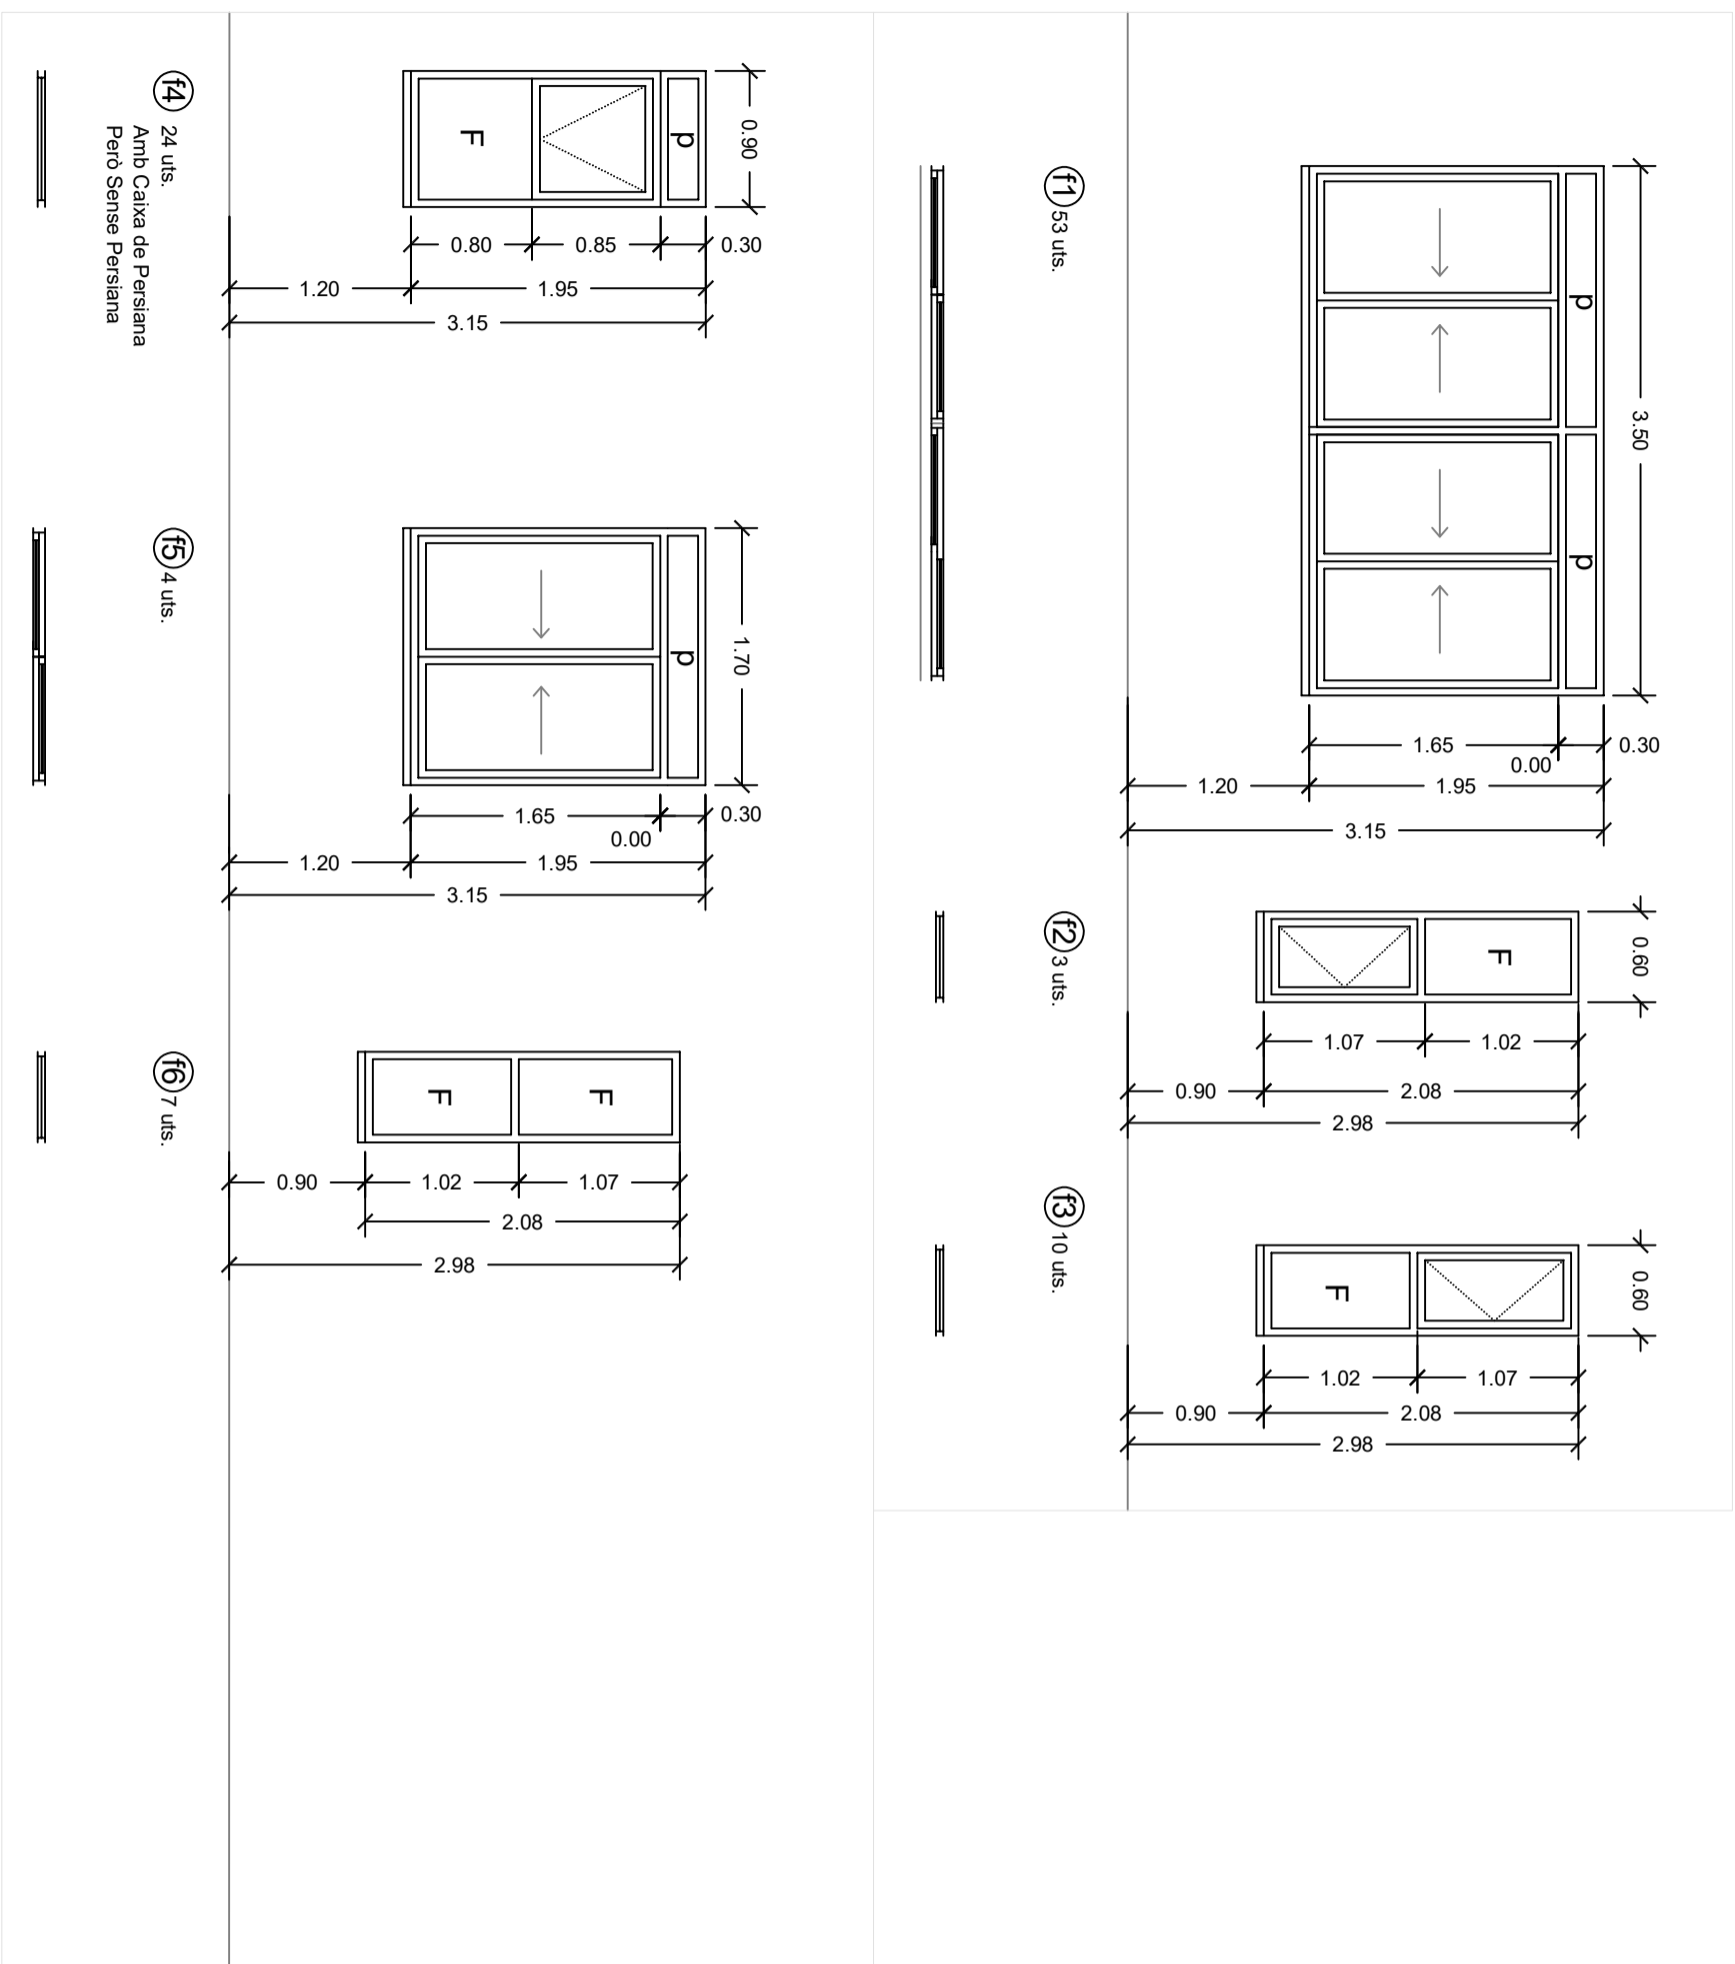 f1 53 uts.
p
p
3.50
1.65
0.00
0.30
1.20
1.95
3.15
f2 3 uts.
F
0.60
1.07
1.02
0.90
2.08
2.98
f3 10 uts.
F
0.60
1.02
1.07
0.90
2.08
2.98
f4 24 uts.
Amb Caixa de Persiana
Però Sense Persiana
F
p
0.90
0.80
0.85
0.30
1.20
1.95
3.15
f5 4 uts.
p
1.70
1.65
0.00
0.30
1.20
1.95
3.15
f6 7 uts.
F
F
0.90
1.02
1.07
2.08
2.98